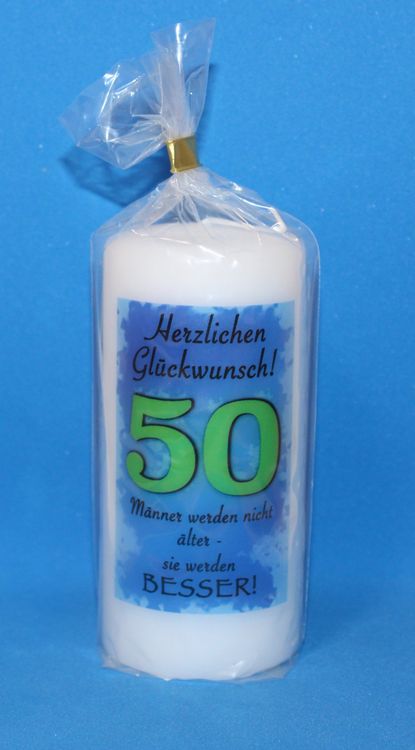 Herzlichen
Glückwunsch!
50
Männer werden nicht
älter -
sie werden
BESSER!